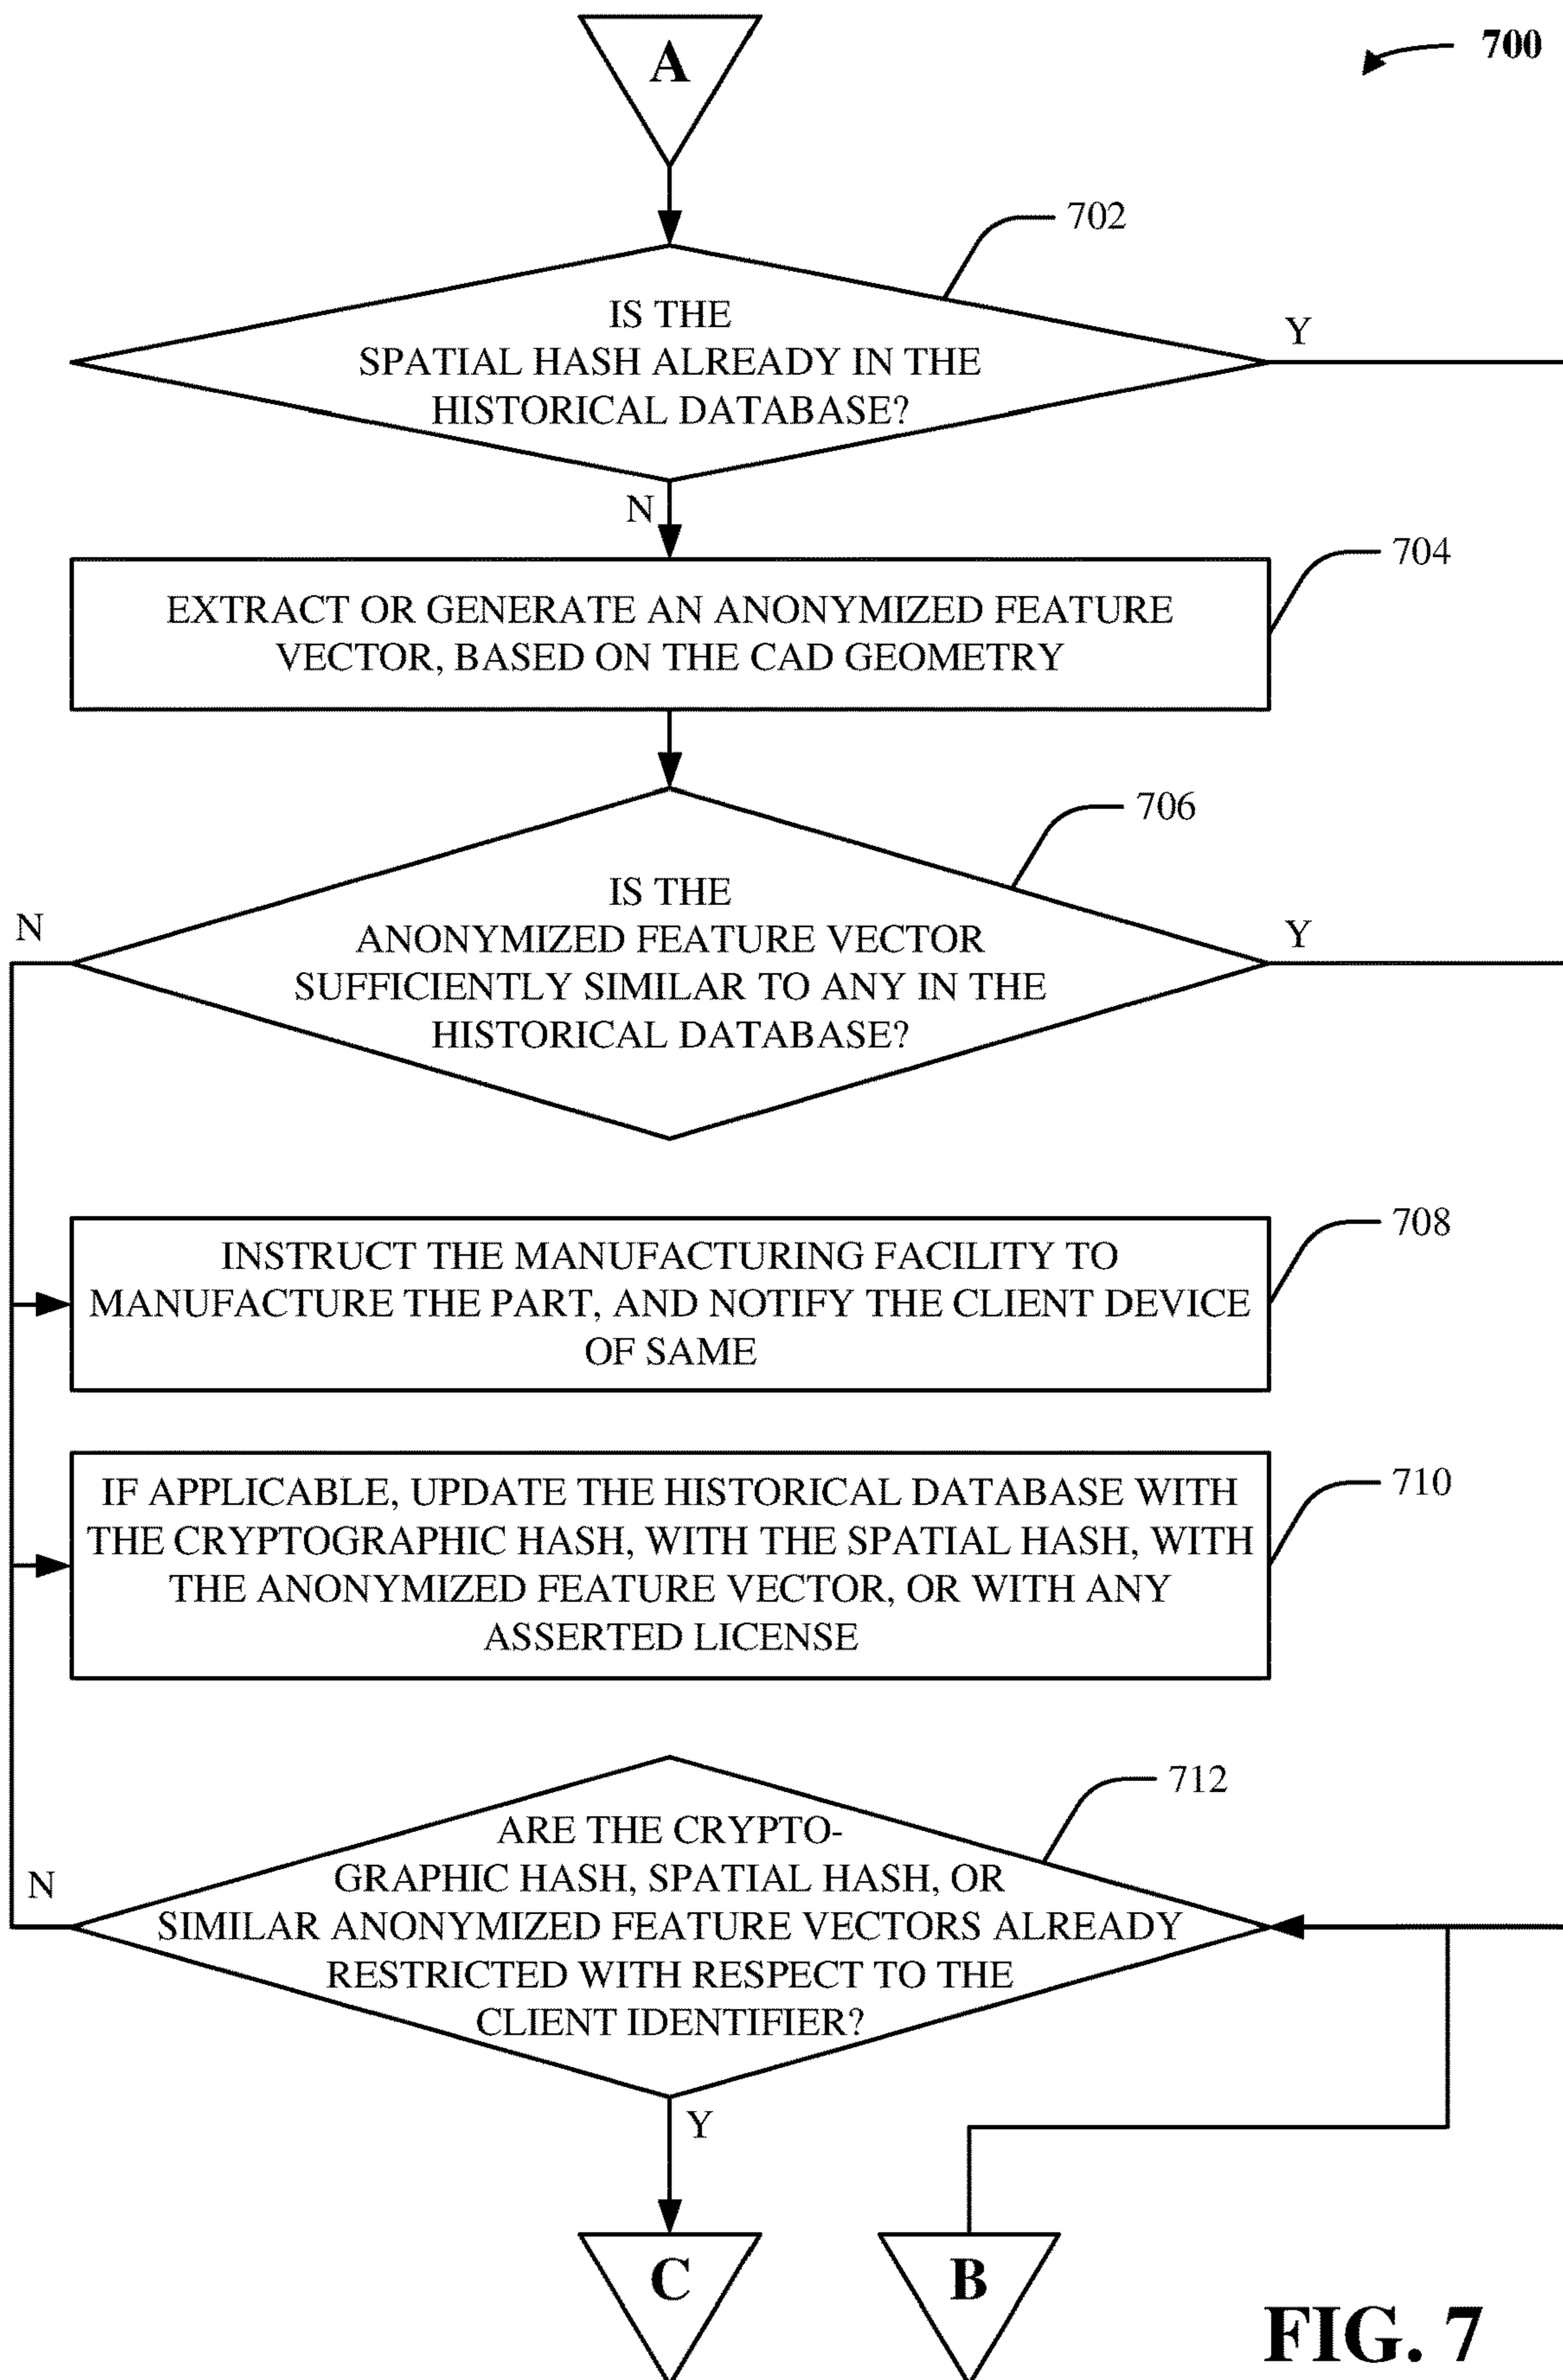 A
700
702
IS THE
SPATIAL HASH ALREADY IN THE
HISTORICAL DATABASE?
Y
N
704
EXTRACT OR GENERATE AN ANONYMIZED FEATURE
VECTOR, BASED ON THE CAD GEOMETRY
706
IS THE
ANONYMIZED FEATURE VECTOR
SUFFICIENTLY SIMILAR TO ANY IN THE
HISTORICAL DATABASE?
N
Y
708
INSTRUCT THE MANUFACTURING FACILITY TO
MANUFACTURE THE PART, AND NOTIFY THE CLIENT DEVICE
OF SAME
710
IF APPLICABLE, UPDATE THE HISTORICAL DATABASE WITH
THE CRYPTOGRAPHIC HASH, WITH THE SPATIAL HASH, WITH
THE ANONYMIZED FEATURE VECTOR, OR WITH ANY
ASSERTED LICENSE
712
ARE THE CRYPTO-
GRAPHIC HASH, SPATIAL HASH, OR
SIMILAR ANONYMIZED FEATURE VECTORS ALREADY
RESTRICTED WITH RESPECT TO THE
CLIENT IDENTIFIER?
N
Y
C
B
FIG. 7